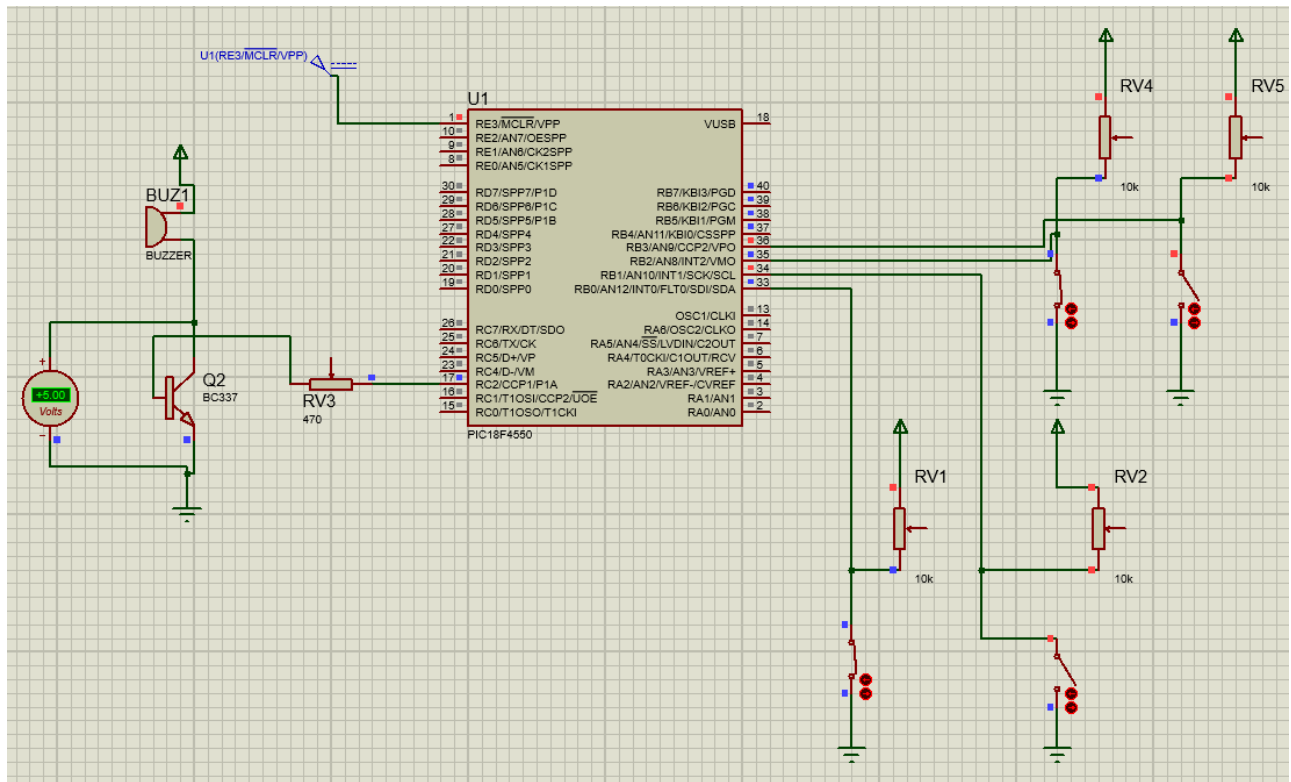 U1(RE3/MCLR/VPP)
U1
1 RE3/MCLR/VPP
10 RE2/AN7/OESPP
9 RE1/AN6/CK2SPP
8 RE0/AN5/CK1SPP
30 RD7/SPP7/P1D
29 RD6/SPP6/P1C
28 RD5/SPP5/P1B
27 RD4/SPP4
22 RD3/SPP3
21 RD2/SPP2
20 RD1/SPP1
19 RD0/SPP0
26 RC7/RX/DT/SDO
25 RC6/TX/CK
24 RC5/D+/VP
23 RC4/D-/VM
17 RC2/CCP1/P1A
16 RC1/T1OSI/CCP2/UOE
15 RC0/T1OSO/T1CKI
VUSB 18
RB7/KBI3/PGD 40
RB6/KBI2/PGC 39
RB5/KBI1/PGM 38
RB4/AN11/KBI0/CSSPP 37
RB3/AN9/CCP2/VPO 36
RB2/AN8/INT2/VMO 35
RB1/AN10/INT1/SCK/SCL 34
RB0/AN12/INT0/FLT0/SDI/SDA 33
OSC1/CLKI 13
RA6/OSC2/CLKO 14
RA5/AN4/SS/LVDIN/C2OUT 7
RA4/T0CKI/C1OUT/RCV 6
RA3/AN3/VREF+ 5
RA2/AN2/VREF-/CVREF 4
RA1/AN1 3
RA0/AN0 2
PIC18F4550
BUZ1
BUZZER
+
+5.00
Volts
-
Q2
BC337
RV3
470
RV4
10k
RV5
10k
RV1
10k
RV2
10k